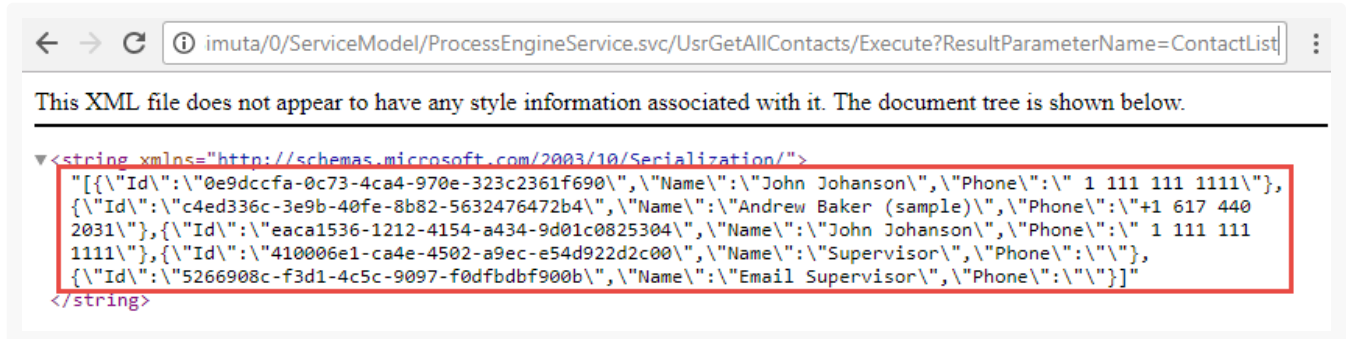 imuta/0/ServiceModel/ProcessEngineService.svc/UsrGetAllContacts/Execute?ResultParameterName=ContactList
This XML file does not appear to have any style information associated with it. The document tree is shown below.
<string xmlns="http://schemas.microsoft.com/2003/10/Serialization/">
"[{\"Id\":\"0e9dccfa-0c73-4ca4-970e-323c2361f690\",\"Name\":\"John Johanson\",\"Phone\":\" 1 111 111 1111\"},
{\"Id\":\"c4ed336c-3e9b-40fe-8b82-5632476472b4\",\"Name\":\"Andrew Baker (sample)\",\"Phone\":\"+1 617 440
2031\"},{\"Id\":\"eaca1536-1212-4154-a434-9d01c0825304\",\"Name\":\"John Johanson\",\"Phone\":\" 1 111 111
1111\"},{\"Id\":\"410006e1-ca4e-4502-a9ec-e54d922d2c00\",\"Name\":\"Supervisor\",\"Phone\":\"\"},
{\"Id\":\"5266908c-f3d1-4c5c-9097-f0dfbdbf900b\",\"Name\":\"Email Supervisor\",\"Phone\":\"\"}]"
</string>